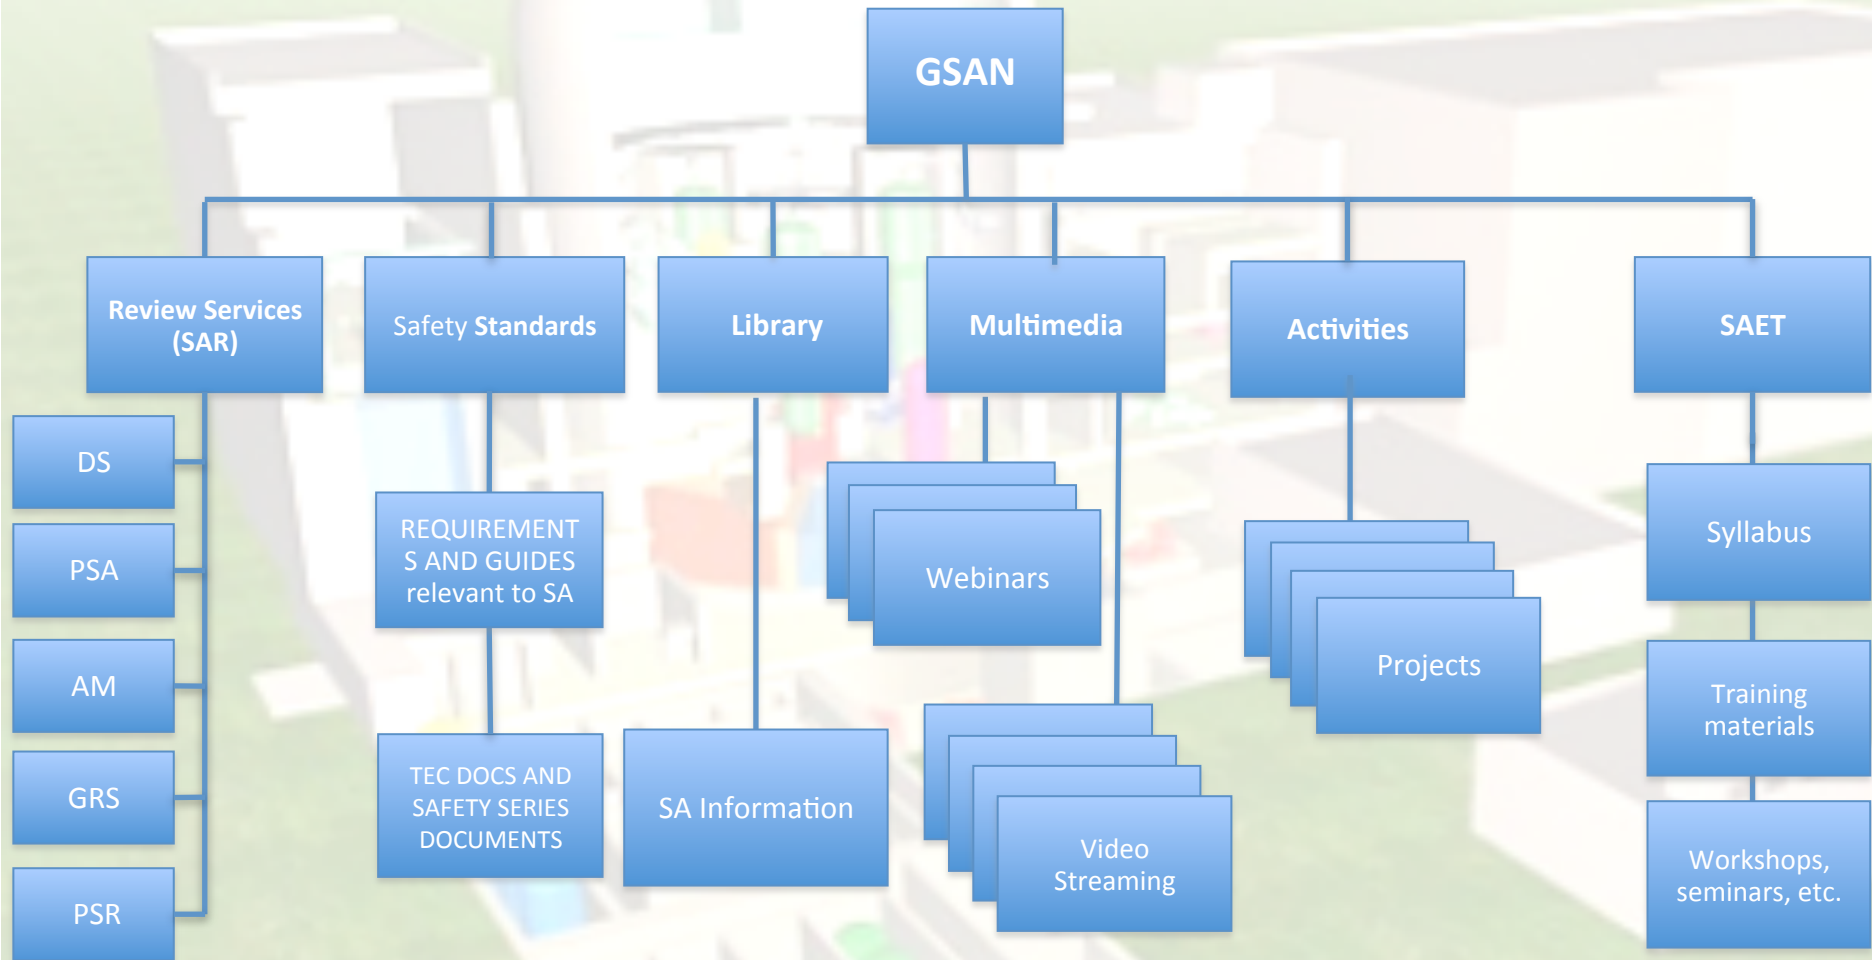 GSAN
Review Services
(SAR)
Safety Standards
Library
Multimedia
Activities
SAET
DS
PSA
AM
GRS
PSR
REQUIREMENT
S AND GUIDES
relevant to SA
TEC DOCS AND
SAFETY SERIES
DOCUMENTS
SA Information
Webinars
Video
Streaming
Projects
Syllabus
Training
materials
Workshops,
seminars, etc.